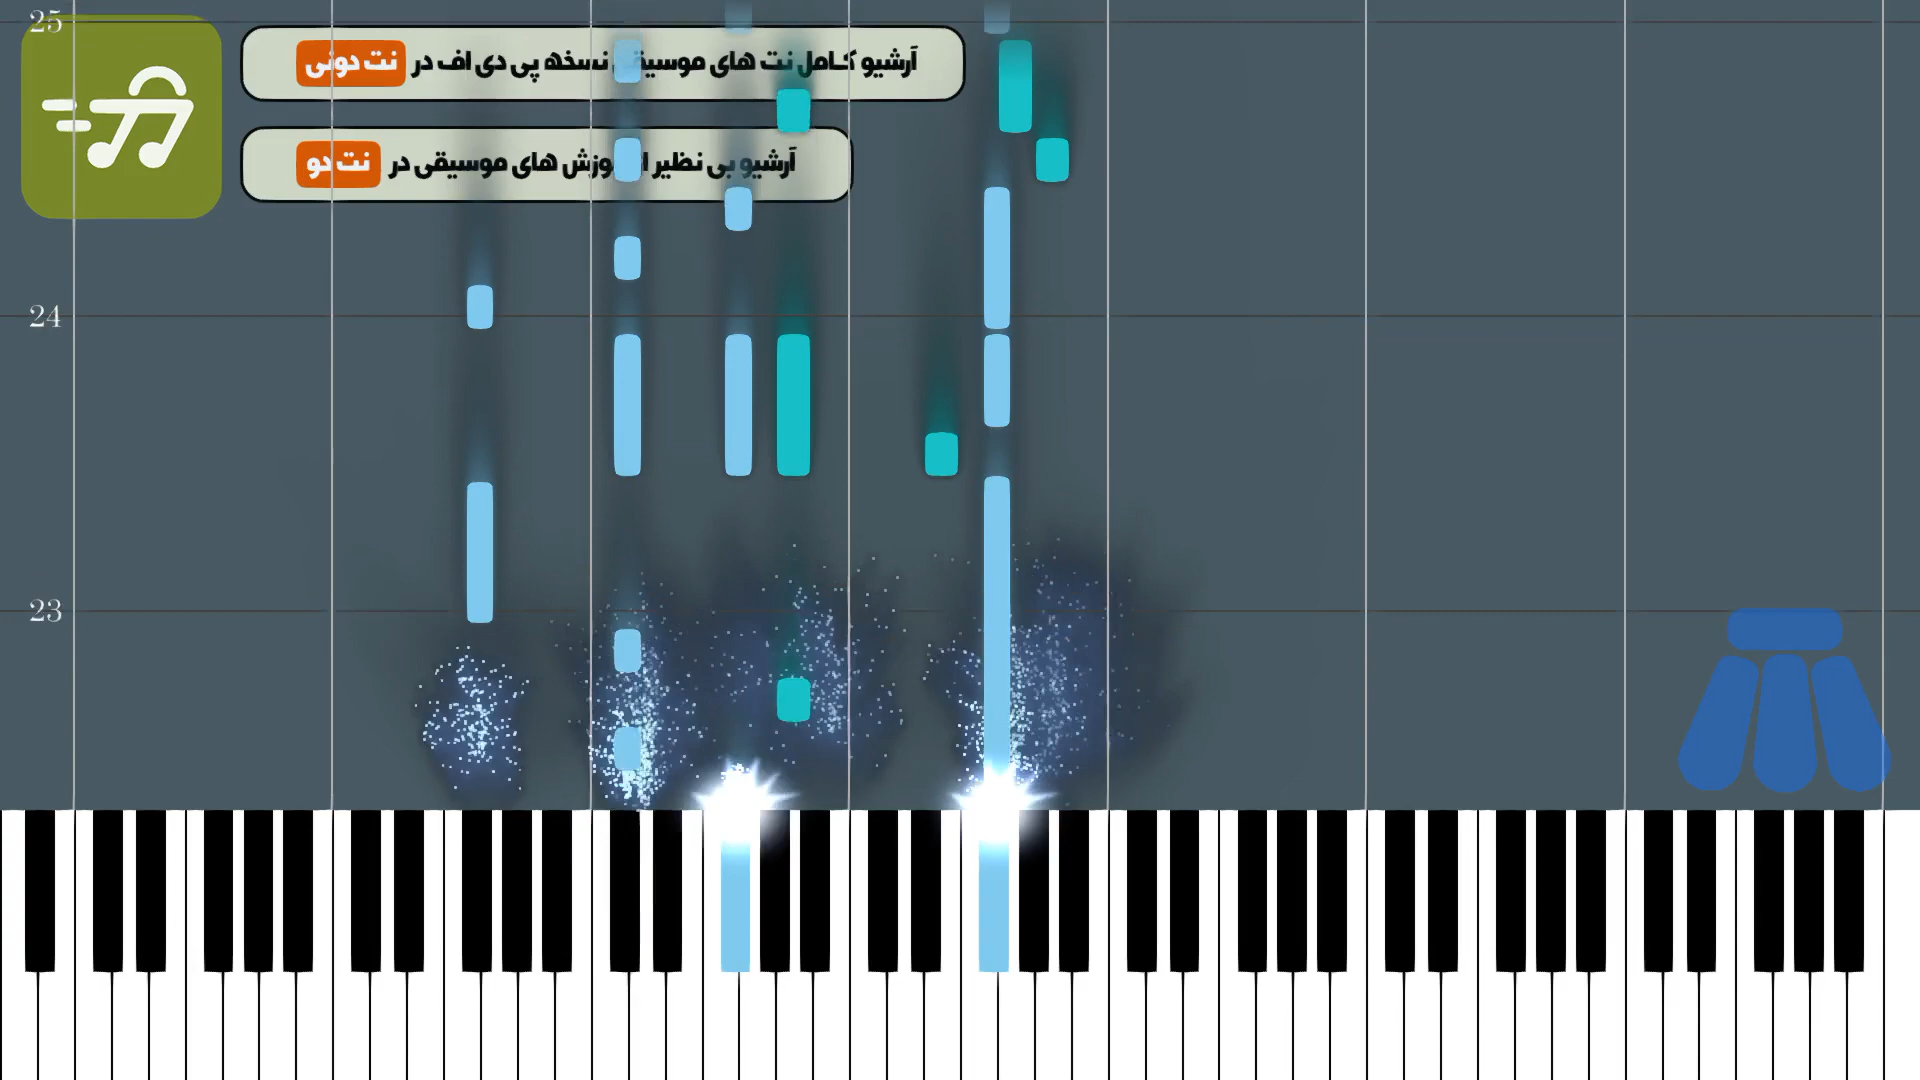 25
آرشیو کامل نت های موسیقی نسخه پی دی اف در نت دونی
آرشیو بی نظیر آموزش های موسیقی در نت دو
24
23